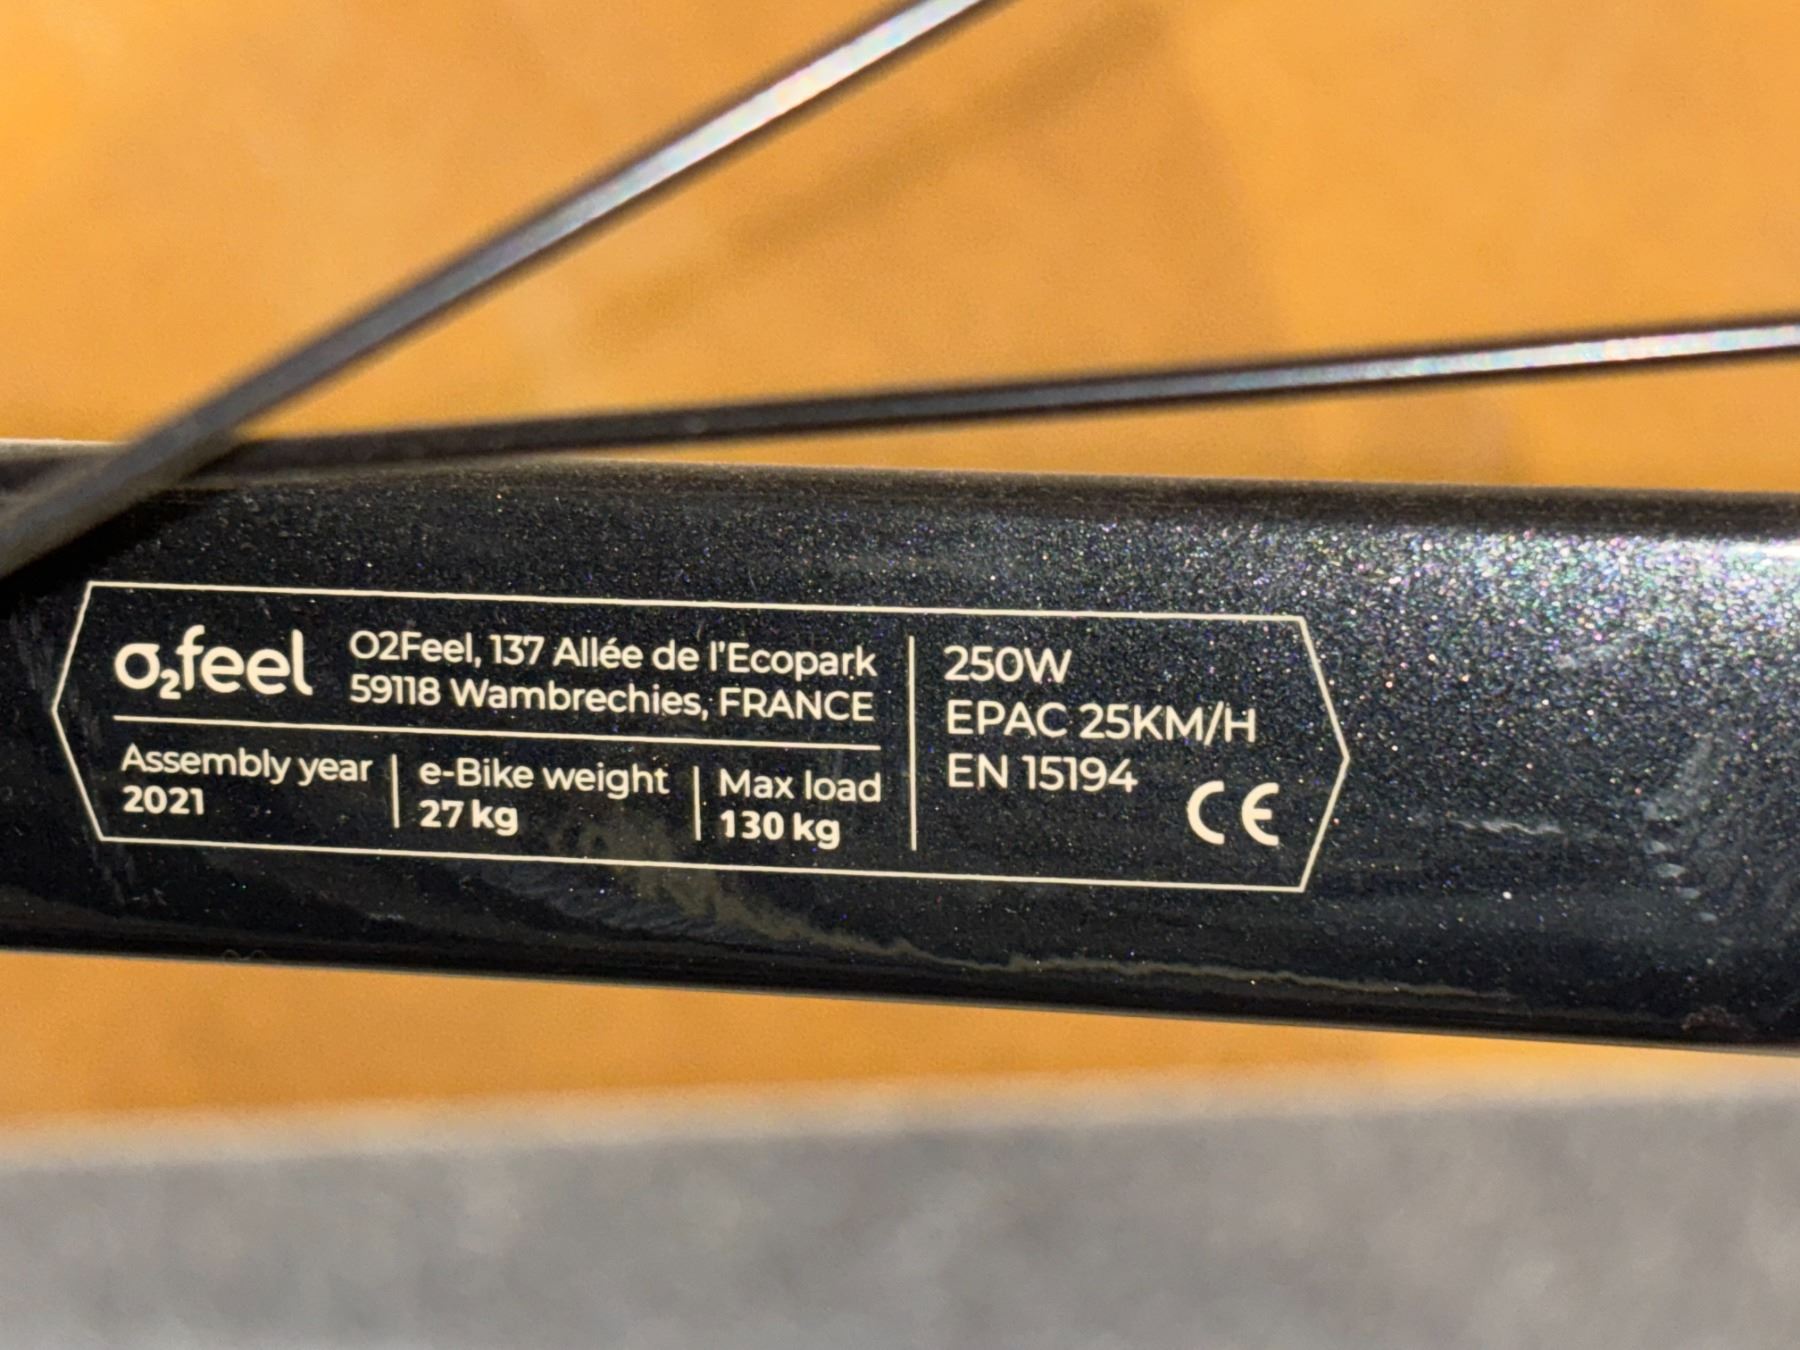 O2feel
O2Feel, 137 Allée de l'Ecopark
59118 Wambrechies, FRANCE
Assembly year
2021
e-Bike weight
27 kg
Max load
130 kg
250W
EPAC 25KM/H
EN 15194
CE